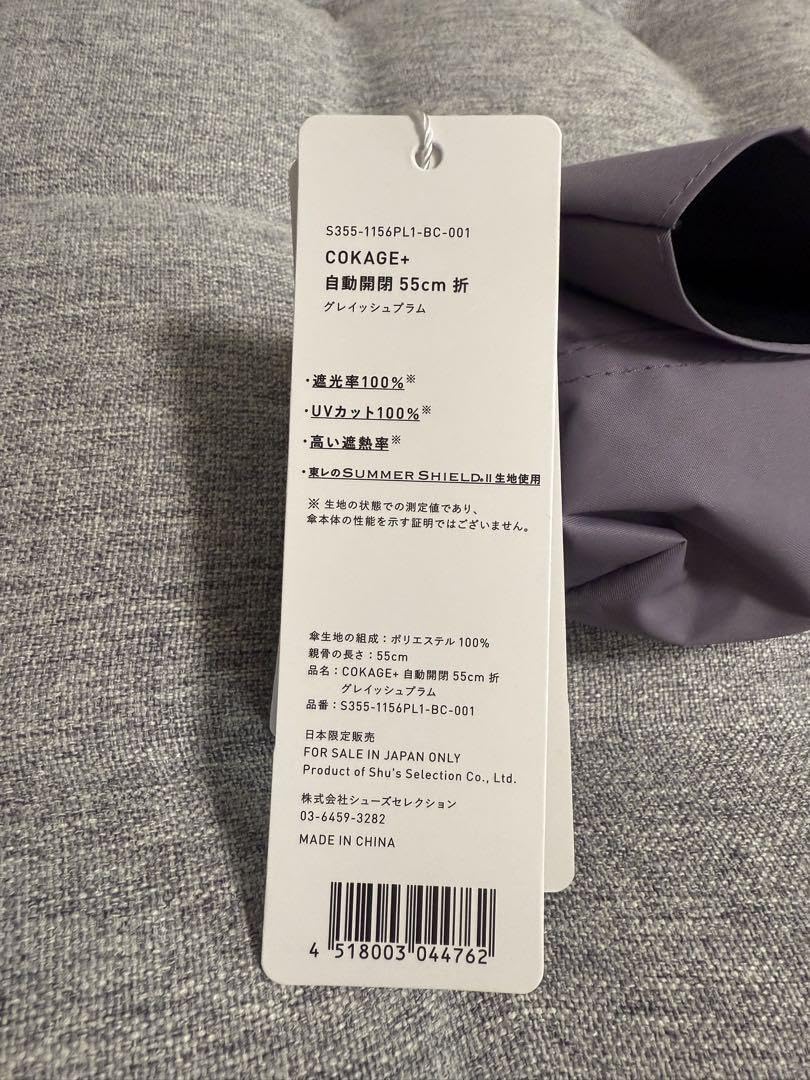 S355-1156PL1-BC-001
COKAGE+
自動開閉 55cm 折
グレイッシュプラム
・遮光率100%※
・UVカット100%※
・高い遮熱率※
・東レのSUMMER SHIELD®II生地使用
※ 生地の状態での測定値であり、
傘本体の性能を示す証明ではございません。
傘生地の組成：ポリエステル 100%
親骨の長さ：55cm
品名：COKAGE+ 自動開閉 55cm 折
グレイッシュプラム
品番：S355-1156PL1-BC-001
日本限定販売
FOR SALE IN JAPAN ONLY
Product of Shu's Selection Co., Ltd.
株式会社シューズセレクション
03-6459-3282
MADE IN CHINA
4 518003 044762